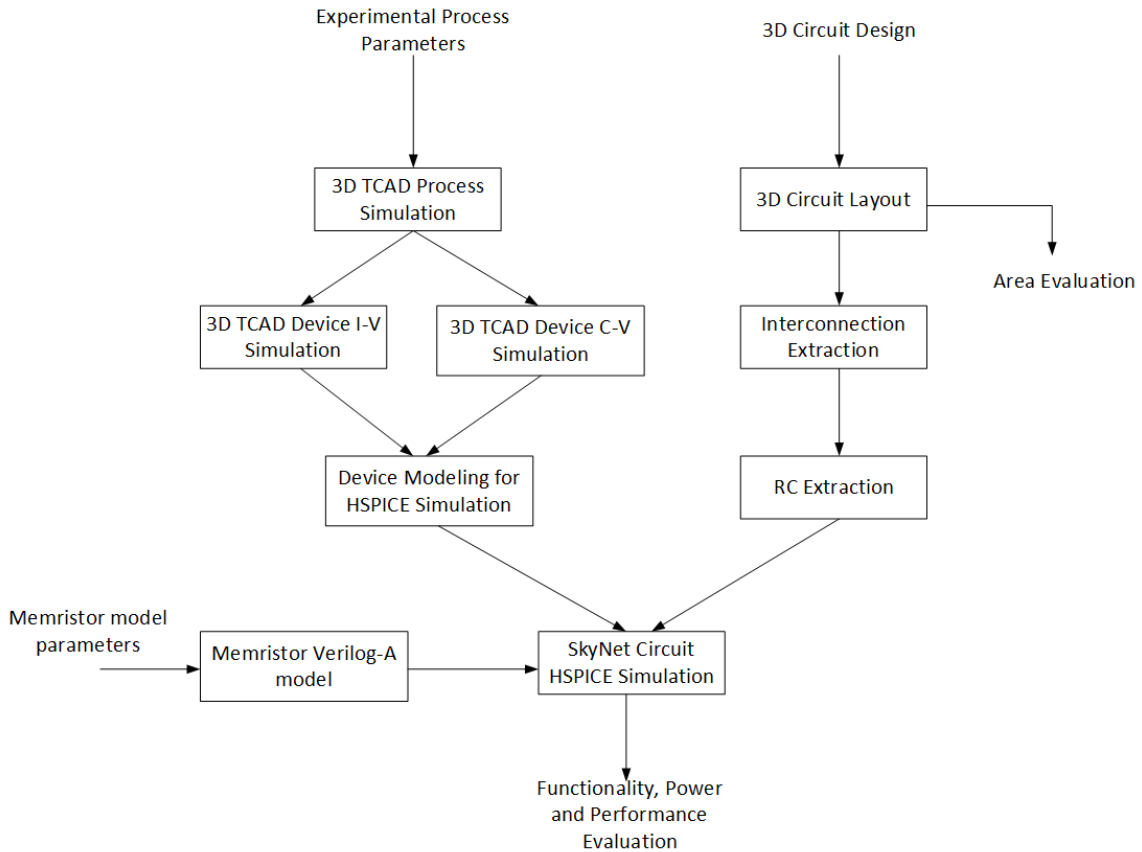 Experimental Process
Parameters
3D Circuit Design
3D TCAD Process
Simulation
3D Circuit Layout
Area Evaluation
3D TCAD Device I-V
Simulation
3D TCAD Device C-V
Simulation
Interconnection
Extraction
Device Modeling for
HSPICE Simulation
RC Extraction
Memristor model
parameters
Memristor Verilog-A
model
SkyNet Circuit
HSPICE Simulation
Functionality, Power
and Performance
Evaluation